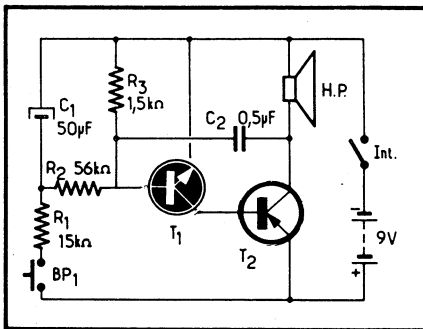 R3
1,5kΩ
C1
50µF
C2 0,5µF
H.P.
Int.
R2 56kΩ
R1
15kΩ
T1
T2
9V
BP1
-
+